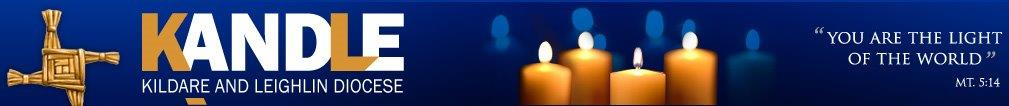 KANDLE
KILDARE AND LEIGHLIN DIOCESE
“YOU ARE THE LIGHT
OF THE WORLD”
MT. 5:14